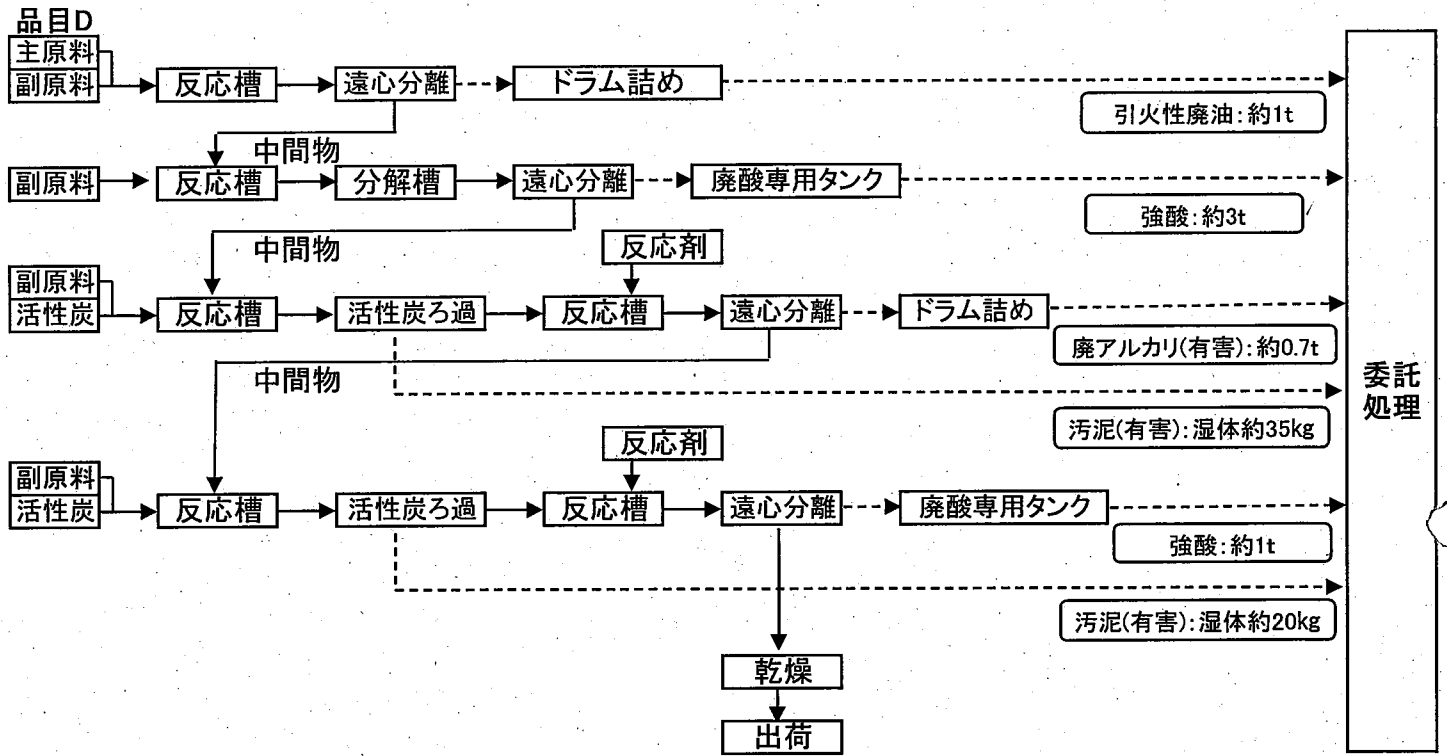 品目D
主原料
副原料
反応槽
遠心分離
ドラム詰め
引火性廃油：約1t
中間物
副原料
反応槽
分解槽
遠心分離
廃酸専用タンク
強酸：約3t
中間物
反応剤
副原料
活性炭
反応槽
活性炭ろ過
反応槽
遠心分離
ドラム詰め
廃アルカリ(有害)：約0.7t
中間物
汚泥(有害)：湿体約35kg
委託
処理
反応剤
副原料
活性炭
反応槽
活性炭ろ過
反応槽
遠心分離
廃酸専用タンク
強酸：約1t
汚泥(有害)：湿体約20kg
乾燥
出荷